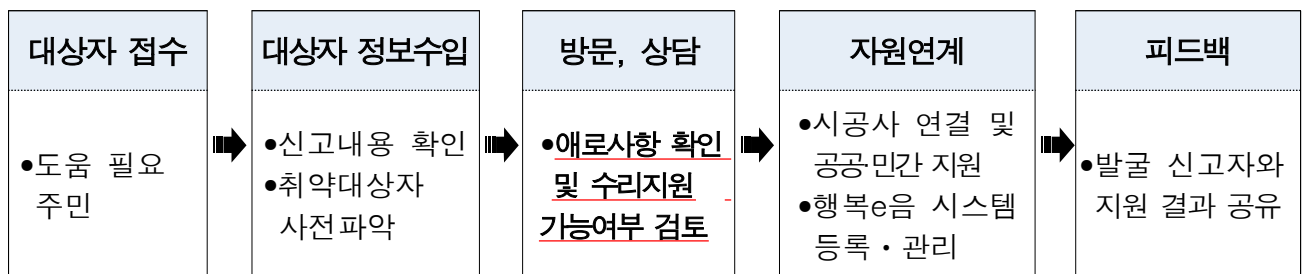 대상자 접수
●도움 필요
주민
대상자 정보수입
●신고내용 확인
●취약대상자
사전파악
방문, 상담
●애로사항 확인
및 수리지원
가능여부 검토
자원연계
●시공사 연결 및
공공·민간 지원
●행복e음 시스템
등록・관리
피드백
●발굴 신고자와
지원 결과 공유